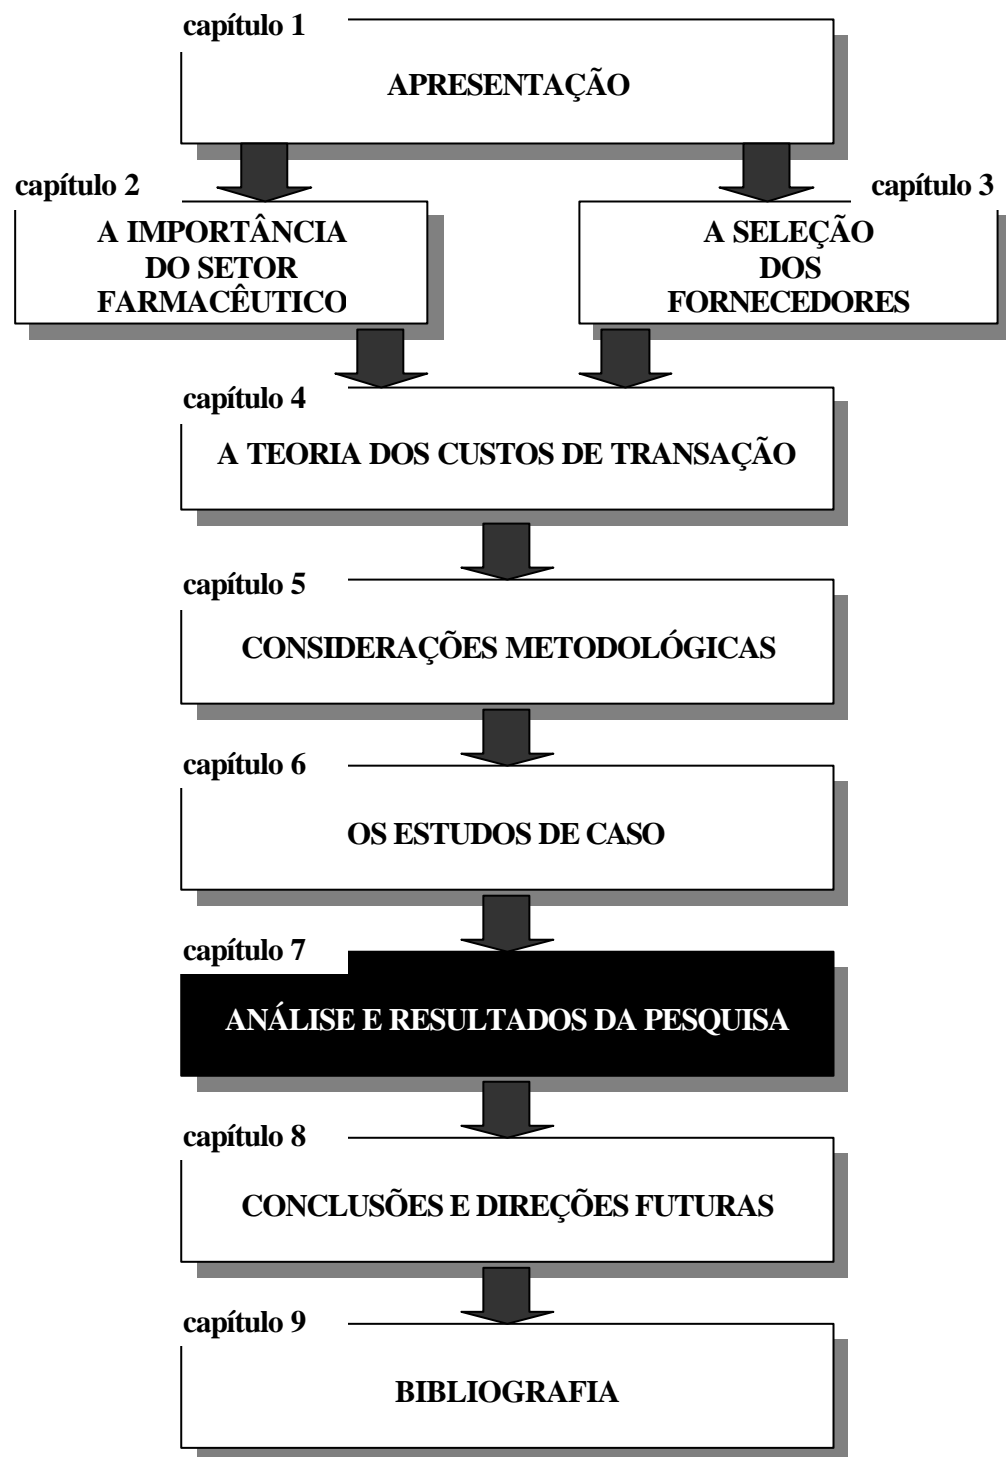 capítulo 1
APRESENTAÇÃO
capítulo 2
A IMPORTÂNCIA
DO SETOR
FARMACÊUTICO
capítulo 3
A SELEÇÃO
DOS
FORNECEDORES
capítulo 4
A TEORIA DOS CUSTOS DE TRANSAÇÃO
capítulo 5
CONSIDERAÇÕES METODOLÓGICAS
capítulo 6
OS ESTUDOS DE CASO
capítulo 7
ANÁLISE E RESULTADOS DA PESQUISA
capítulo 8
CONCLUSÕES E DIREÇÕES FUTURAS
capítulo 9
BIBLIOGRAFIA